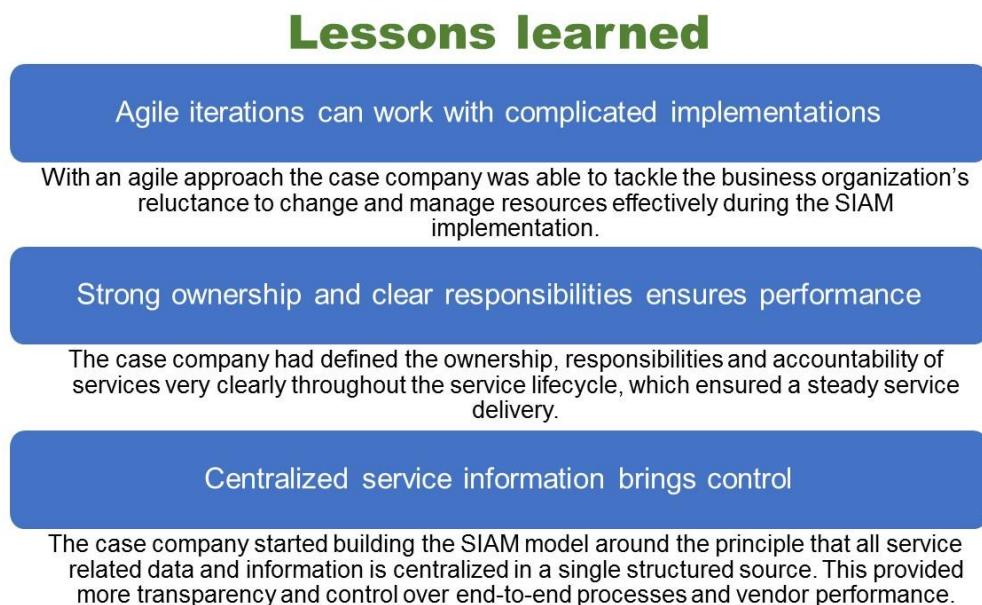 Lessons learned
Agile iterations can work with complicated implementations
With an agile approach the case company was able to tackle the business organization's
reluctance to change and manage resources effectively during the SIAM
implementation.
Strong ownership and clear responsibilities ensures performance
The case company had defined the ownership, responsibilities and accountability of
services very clearly throughout the service lifecycle, which ensured a steady service
delivery.
Centralized service information brings control
The case company started building the SIAM model around the principle that all service
related data and information is centralized in a single structured source. This provided
more transparency and control over end-to-end processes and vendor performance.